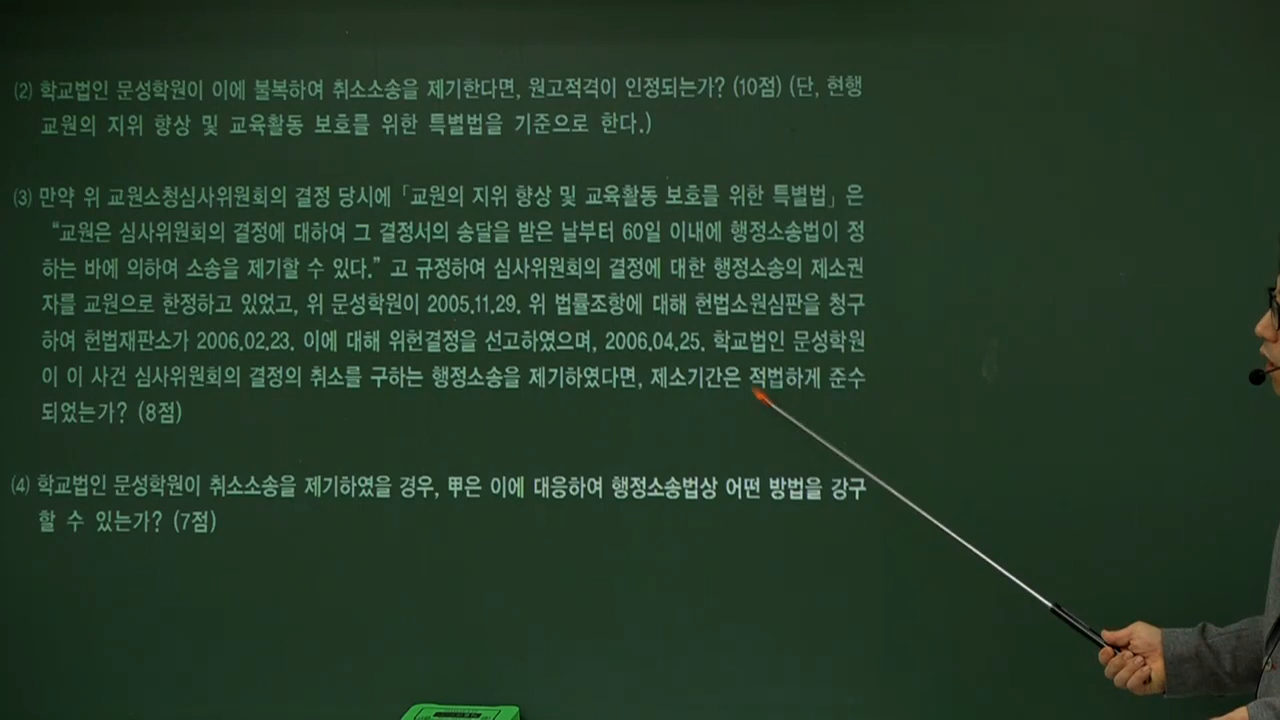 (2) 학교법인 문성학원이 이에 불복하여 취소소송을 제기한다면, 원고적격이 인정되는가? (10점) (단, 현행
교원의 지위 향상 및 교육활동 보호를 위한 특별법을 기준으로 한다.)
(3) 만약 위 교원소청심사위원회의 결정 당시에 「교원의 지위 향상 및 교육활동 보호를 위한 특별법」은
“교원은 심사위원회의 결정에 대하여 그 결정서의 송달을 받은 날부터 60일 이내에 행정소송법이 정
하는 바에 의하여 소송을 제기할 수 있다.” 고 규정하여 심사위원회의 결정에 대한 행정소송의 제소권
자를 교원으로 한정하고 있었고, 위 문성학원이 2005.11.29. 위 법률조항에 대해 헌법소원심판을 청구
하여 헌법재판소가 2006.02.23. 이에 대해 위헌결정을 선고하였으며, 2006.04.25. 학교법인 문성학원
이 이 사건 심사위원회의 결정의 취소를 구하는 행정소송을 제기하였다면, 제소기간은 적법하게 준수
되었는가? (8점)
(4) 학교법인 문성학원이 취소소송을 제기하였을 경우, 甲은 이에 대응하여 행정소송법상 어떤 방법을 강구
할 수 있는가? (7점)